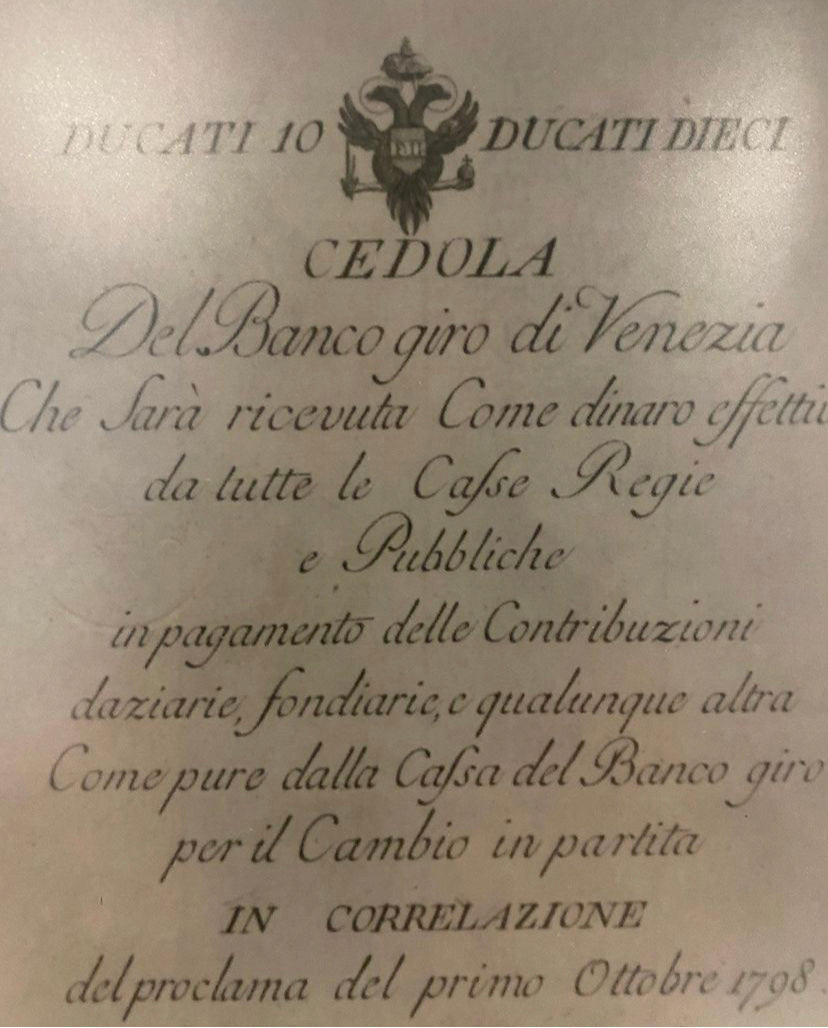 DUCATI 10 DUCATI DIECI
CEDOLA
Del Banco giro di Venezia
Che Sarà ricevuta Come dinaro effettiu
da tutte le Caſse Regie
e Pubbliche
in pagamento delle Contribuzioni
daziarie, fondiarie, e qualunque altra
Come pure dalla Caſsa del Banco giro
per il Cambio in partita
IN CORRELAZIONE
del proclama del primo Ottobre 1798.